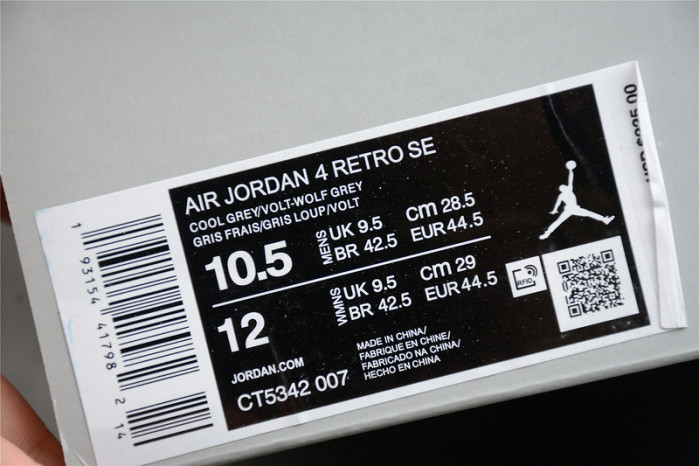 AIR JORDAN 4 RETRO SE
COOL GREY/VOLT-WOLF GREY
GRIS FRAIS/GRIS LOUP/VOLT
10.5
MENS
UK 9.5 cm 28.5
BR 42.5 EUR 44.5
12
WMNS
UK 9.5 cm 29
BR 42.5 EUR 44.5
JORDAN.COM
CT5342 007
MADE IN CHINA/
FABRIQUE EN CHINE/
FABRICADO NA CHINA/
HECHO EN CHINA
RFID
1 93154 41798 2 14